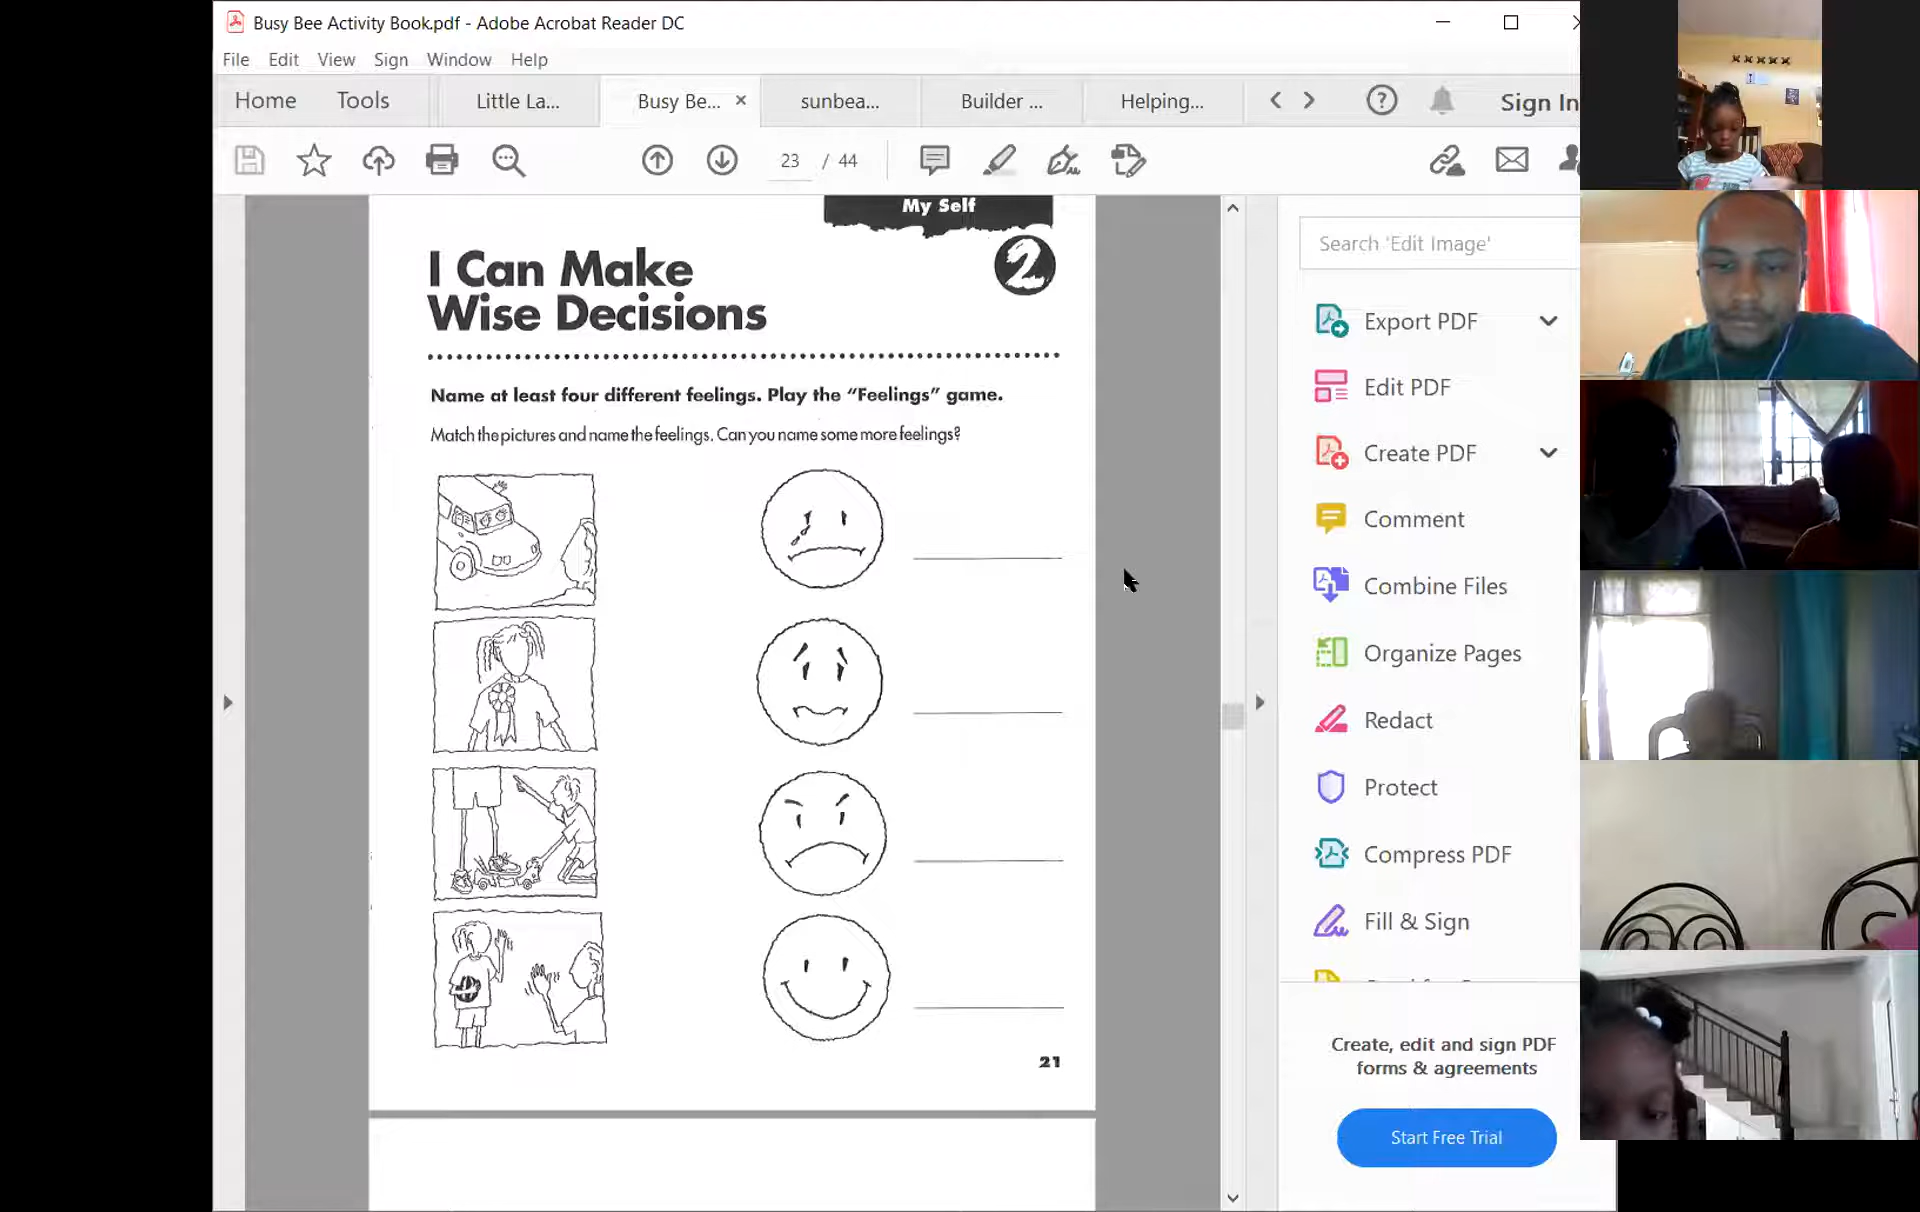 Busy Bee Activity Book.pdf - Adobe Acrobat Reader DC
File Edit View Sign Window Help
Home Tools Little La... Busy Be... sunbea... Builder ... Helping... Sign In
23 / 44
My Self
2
I Can Make
Wise Decisions
Name at least four different feelings. Play the “Feelings” game.
Match the pictures and name the feelings. Can you name some more feelings?
21
Search 'Edit Image'
Export PDF
Edit PDF
Create PDF
Comment
Combine Files
Organize Pages
Redact
Protect
Compress PDF
Fill & Sign
Create, edit and sign PDF
forms & agreements
Start Free Trial